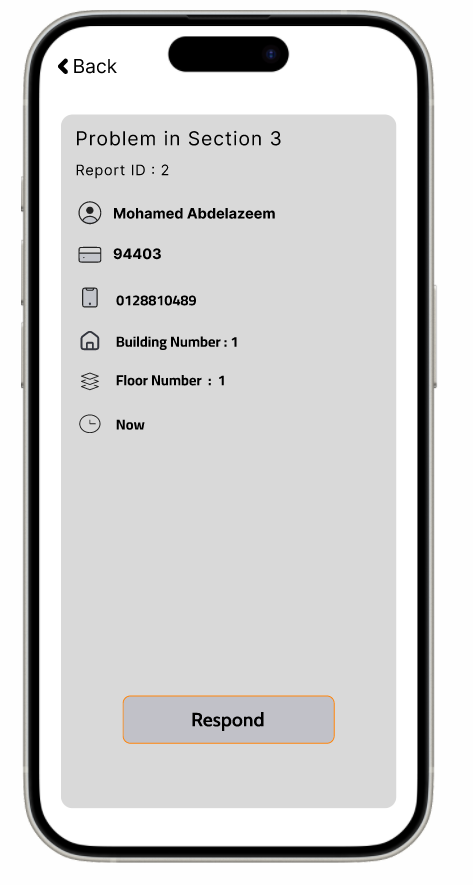 Back
Problem in Section 3
Report ID : 2
Mohamed Abdelazeem
94403
0128810489
Building Number : 1
Floor Number : 1
Now
Respond